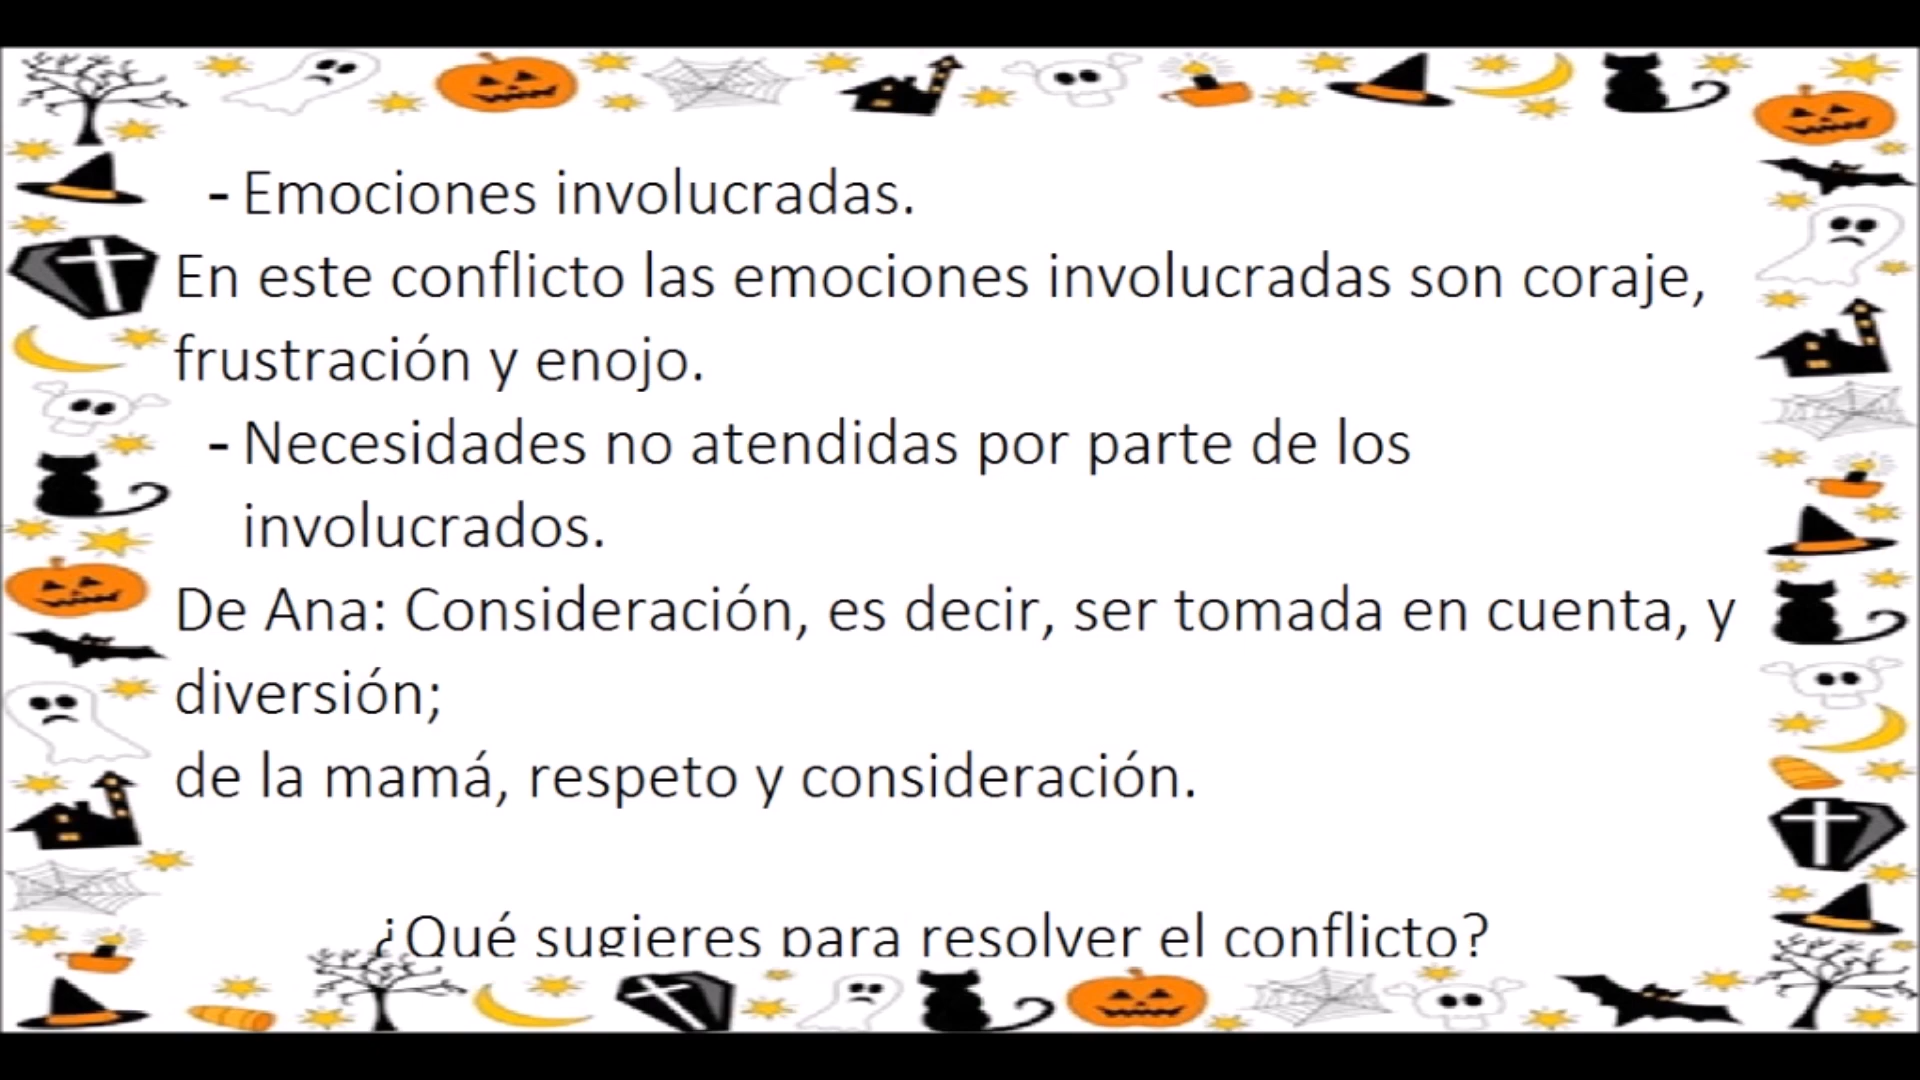 - Emociones involucradas.
En este conflicto las emociones involucradas son coraje,
frustración y enojo.
- Necesidades no atendidas por parte de los
involucrados.
De Ana: Consideración, es decir, ser tomada en cuenta, y
diversión;
de la mamá, respeto y consideración.
¿Qué sugieres para resolver el conflicto?